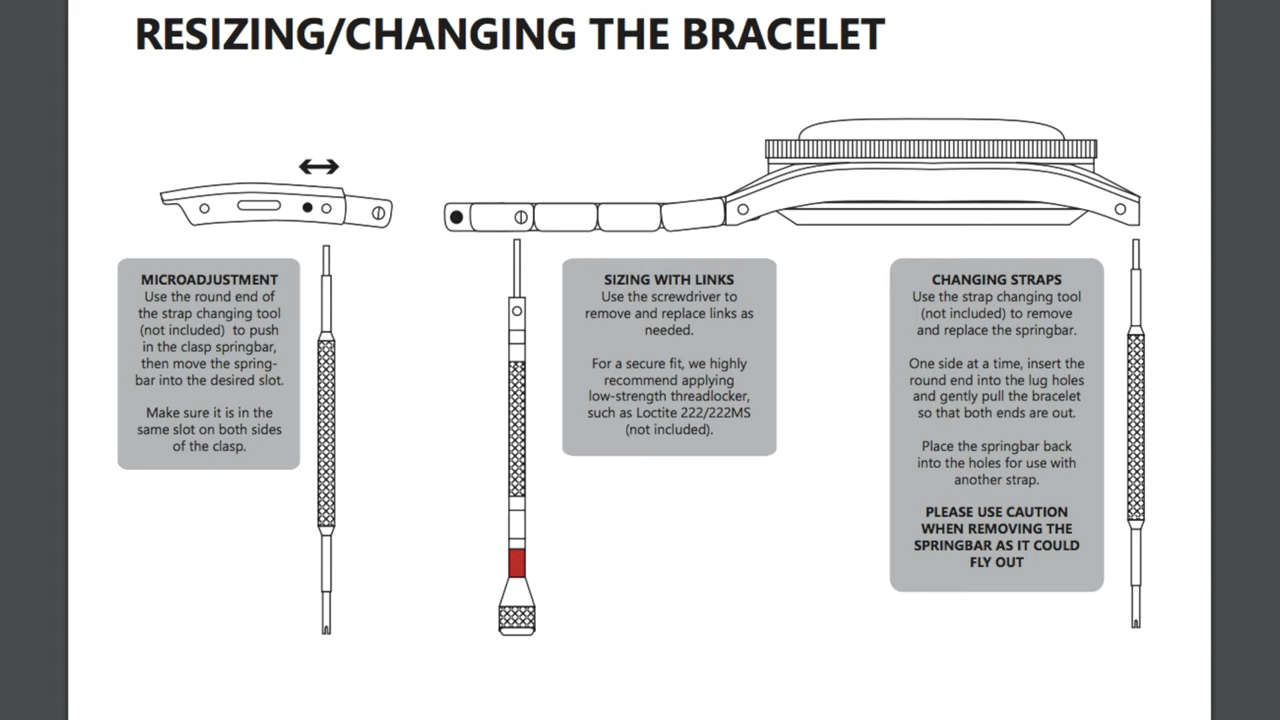 RESIZING/CHANGING THE BRACELET
MICROADJUSTMENT
Use the round end of
the strap changing tool
(not included) to push
in the clasp springbar,
then move the spring-
bar into the desired slot.
Make sure it is in the
same slot on both sides
of the clasp.
SIZING WITH LINKS
Use the screwdriver to
remove and replace links as
needed.
For a secure fit, we highly
recommend applying
low-strength threadlocker,
such as Loctite 222/222MS
(not included).
CHANGING STRAPS
Use the strap changing tool
(not included) to remove
and replace the springbar.
One side at a time, insert the
round end into the lug holes
and gently pull the bracelet
so that both ends are out.
Place the springbar back
into the holes for use with
another strap.
PLEASE USE CAUTION
WHEN REMOVING THE
SPRINGBAR AS IT COULD
FLY OUT